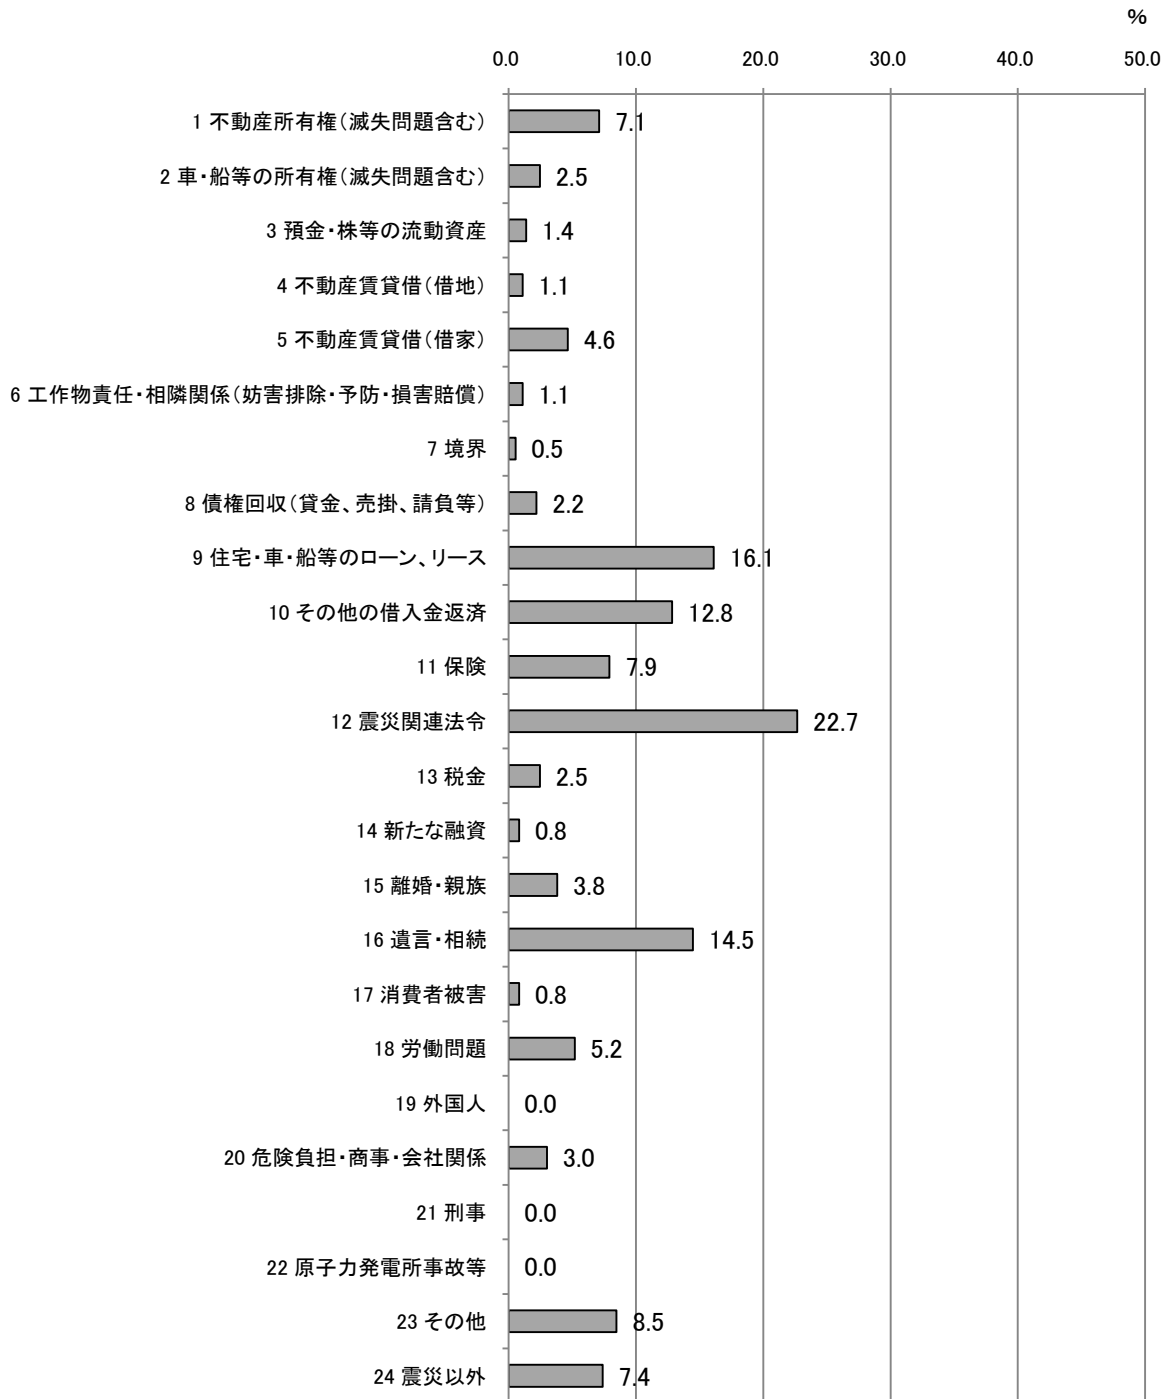 %
0.0 10.0 20.0 30.0 40.0 50.0
1 不動産所有権(滅失問題含む) 7.1
2 車・船等の所有権(滅失問題含む) 2.5
3 預金・株等の流動資産 1.4
4 不動産賃貸借(借地) 1.1
5 不動産賃貸借(借家) 4.6
6 工作物責任・相隣関係(妨害排除・予防・損害賠償) 1.1
7 境界 0.5
8 債権回収(貸金、売掛、請負等) 2.2
9 住宅・車・船等のローン、リース 16.1
10 その他の借入金返済 12.8
11 保険 7.9
12 震災関連法令 22.7
13 税金 2.5
14 新たな融資 0.8
15 離婚・親族 3.8
16 遺言・相続 14.5
17 消費者被害 0.8
18 労働問題 5.2
19 外国人 0.0
20 危険負担・商事・会社関係 3.0
21 刑事 0.0
22 原子力発電所事故等 0.0
23 その他 8.5
24 震災以外 7.4